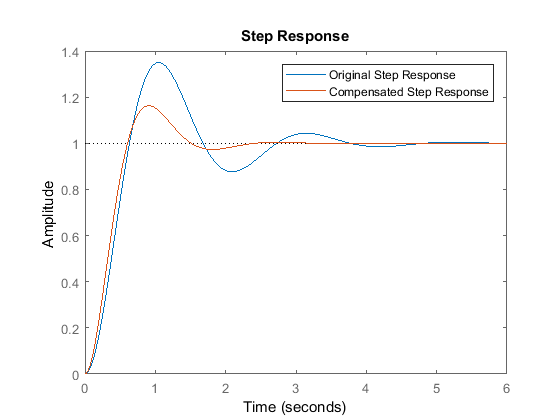 Step Response
Original Step Response
Compensated Step Response
Amplitude
1.4
1.2
1
0.8
0.6
0.4
0.2
0
0 1 2 3 4 5 6
Time (seconds)